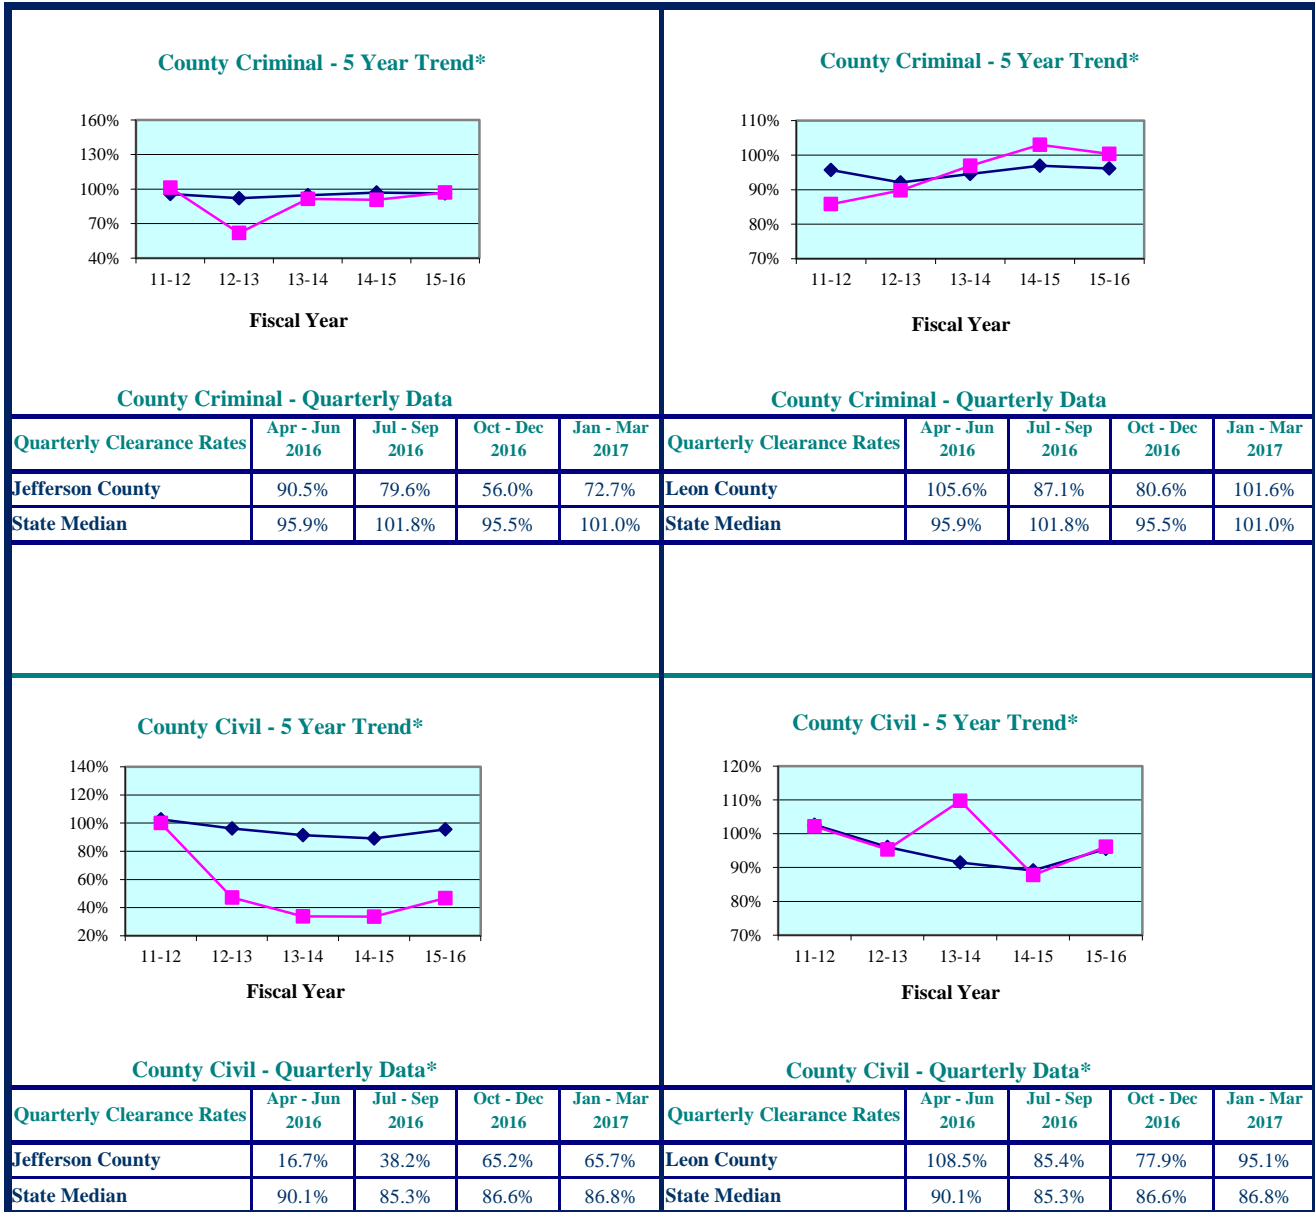 County Criminal - 5 Year Trend*
160%
130%
100%
70%
40%
11-12 12-13 13-14 14-15 15-16
Fiscal Year
County Criminal - Quarterly Data
Quarterly Clearance Rates Apr - Jun 2016 Jul - Sep 2016 Oct - Dec 2016 Jan - Mar 2017
Jefferson County 90.5% 79.6% 56.0% 72.7%
State Median 95.9% 101.8% 95.5% 101.0%
County Criminal - 5 Year Trend*
110%
100%
90%
80%
70%
11-12 12-13 13-14 14-15 15-16
Fiscal Year
County Criminal - Quarterly Data
Quarterly Clearance Rates Apr - Jun 2016 Jul - Sep 2016 Oct - Dec 2016 Jan - Mar 2017
Leon County 105.6% 87.1% 80.6% 101.6%
State Median 95.9% 101.8% 95.5% 101.0%
County Civil - 5 Year Trend*
140%
120%
100%
80%
60%
40%
20%
11-12 12-13 13-14 14-15 15-16
Fiscal Year
County Civil - Quarterly Data*
Quarterly Clearance Rates Apr - Jun 2016 Jul - Sep 2016 Oct - Dec 2016 Jan - Mar 2017
Jefferson County 16.7% 38.2% 65.2% 65.7%
State Median 90.1% 85.3% 86.6% 86.8%
County Civil - 5 Year Trend*
120%
110%
100%
90%
80%
70%
11-12 12-13 13-14 14-15 15-16
Fiscal Year
County Civil - Quarterly Data*
Quarterly Clearance Rates Apr - Jun 2016 Jul - Sep 2016 Oct - Dec 2016 Jan - Mar 2017
Leon County 108.5% 85.4% 77.9% 95.1%
State Median 90.1% 85.3% 86.6% 86.8%